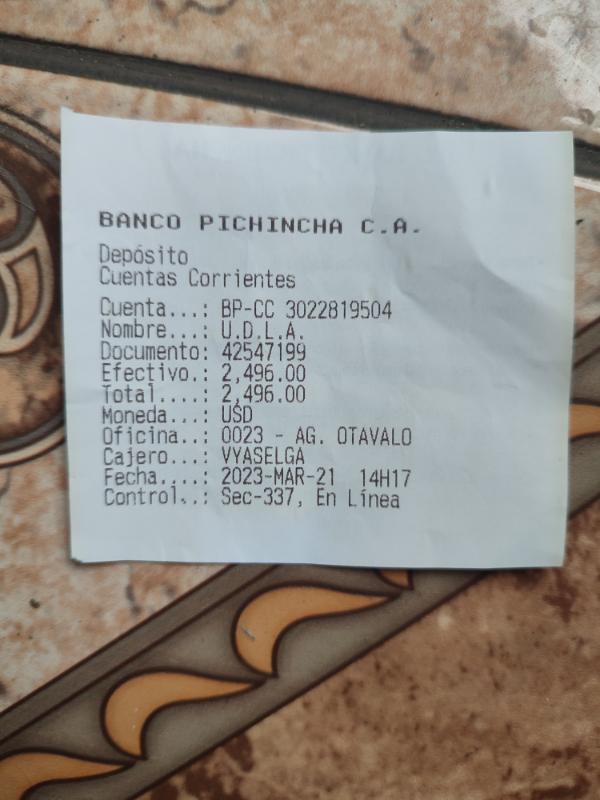 BANCO PICHINCHA C.A.
Depósito
Cuentas Corrientes
Cuenta...: BP-CC 3022819504
Nombre...: U.D.L.A.
Documento: 42547199
Efectivo.: 2,496.00
Total....: 2,496.00
Moneda...: USD
Oficina..: 0023 - AG. OTAVALO
Cajero...: VYASELGA
Fecha....: 2023-MAR-21 14H17
Control..: Sec-337, En Línea